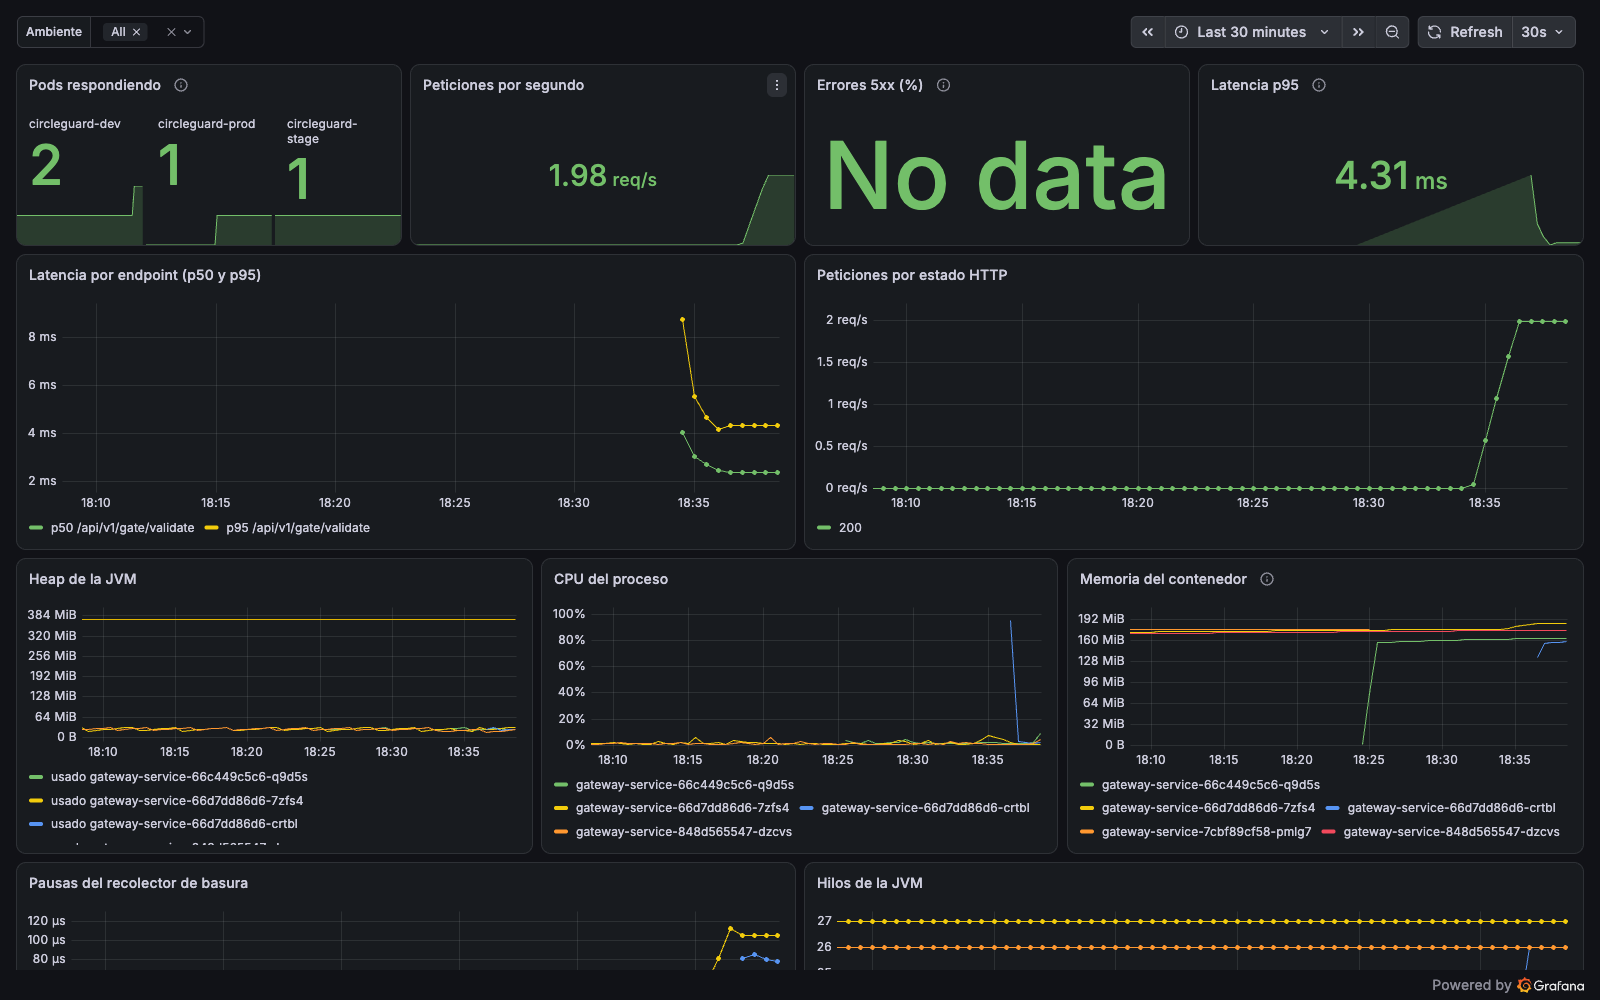 Ambiente All
Last 30 minutes Refresh 30s
Pods respondiendo
circleguard-dev
2
circleguard-prod
1
circleguard-
stage
1
Peticiones por segundo
1.98 req/s
Errores 5xx (%)
No data
Latencia p95
4.31 ms
Latencia por endpoint (p50 y p95)
8 ms
6 ms
4 ms
2 ms
18:10 18:15 18:20 18:25 18:30 18:35
p50 /api/v1/gate/validate p95 /api/v1/gate/validate
Peticiones por estado HTTP
2 req/s
1.5 req/s
1 req/s
0.5 req/s
0 req/s
18:10 18:15 18:20 18:25 18:30 18:35
200
Heap de la JVM
384 MiB
320 MiB
256 MiB
192 MiB
128 MiB
64 MiB
0 B
18:10 18:15 18:20 18:25 18:30 18:35
usado gateway-service-66c449c5c6-q9d5s
usado gateway-service-66d7dd86d6-7zfs4
usado gateway-service-66d7dd86d6-crtbl
CPU del proceso
100%
80%
60%
40%
20%
0%
18:10 18:15 18:20 18:25 18:30 18:35
gateway-service-66c449c5c6-q9d5s
gateway-service-66d7dd86d6-7zfs4 gateway-service-66d7dd86d6-crtbl
gateway-service-848d565547-dzcvs
Memoria del contenedor
192 MiB
160 MiB
128 MiB
96 MiB
64 MiB
32 MiB
0 B
18:10 18:15 18:20 18:25 18:30 18:35
gateway-service-66c449c5c6-q9d5s
gateway-service-66d7dd86d6-7zfs4 gateway-service-66d7dd86d6-crtbl
gateway-service-7cbf89cf58-pmlg7 gateway-service-848d565547-dzcvs
Pausas del recolector de basura
120 µs
100 µs
80 µs
Hilos de la JVM
27
26
Powered by Grafana